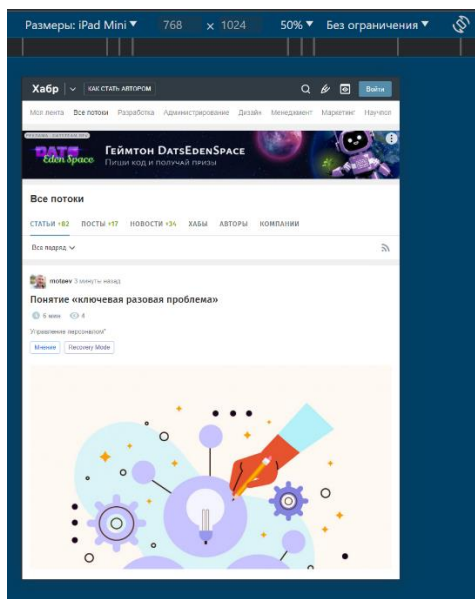 Размеры: iPad Mini ▼ 768 × 1024 50% ▼ Без ограничения ▼
Хабр КАК СТАТЬ АВТОРОМ Войти
Моя лента Все потоки Разработка Администрирование Дизайн Менеджмент Маркетинг Научпоп
DATS Eden Space
ГЕЙМТОН DATSEDENSPACE
Пиши код и получай призы
Все потоки
СТАТЬИ +82 ПОСТЫ +17 НОВОСТИ +34 ХАБЫ АВТОРЫ КОМПАНИИ
Все подряд
motaev 3 минуты назад
Понятие «ключевая разовая проблема»
6 мин 4
Управление персоналом*
Мнение Recovery Mode